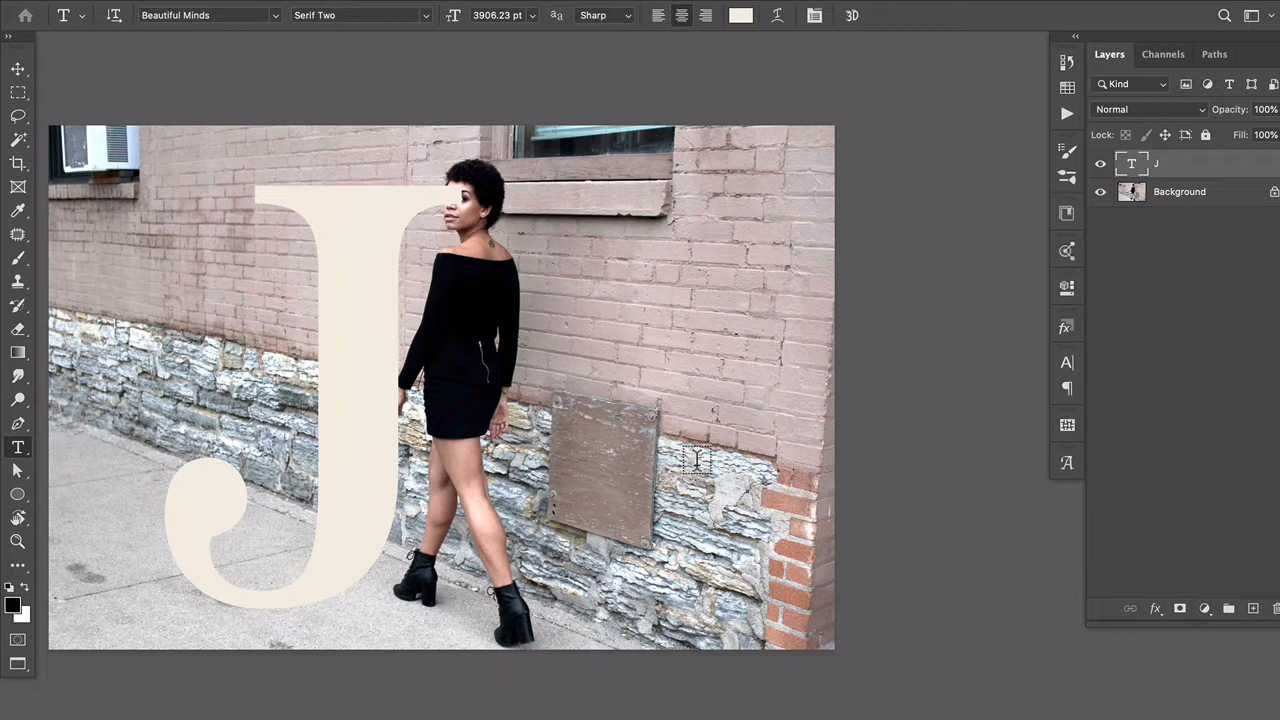 Beautiful Minds Serif Two 3906.23 pt Sharp 3D
Layers Channels Paths
Kind
Normal Opacity: 100%
Lock: Fill: 100%
T J
Background
J